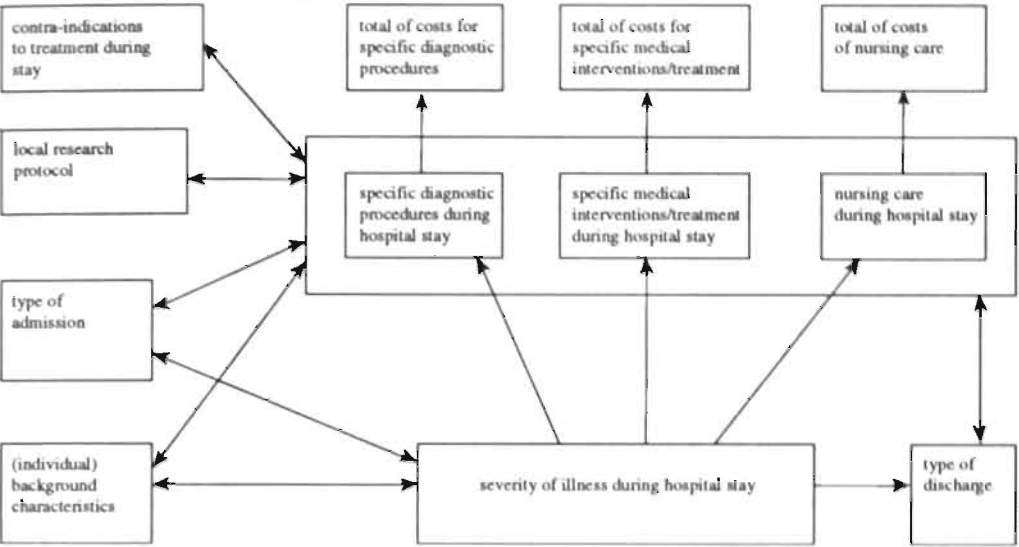 contra-indications
to treatment during
stay
total of costs for
specific diagnostic
procedures
total of costs for
specific medical
interventions/treatment
total of costs
of nursing care
local research
protocol
specific diagnostic
procedures during
hospital stay
specific medical
interventions/treatment
during hospital stay
nursing care
during hospital stay
type of
admission
(individual)
background
characteristics
severity of illness during hospital stay
type of
discharge